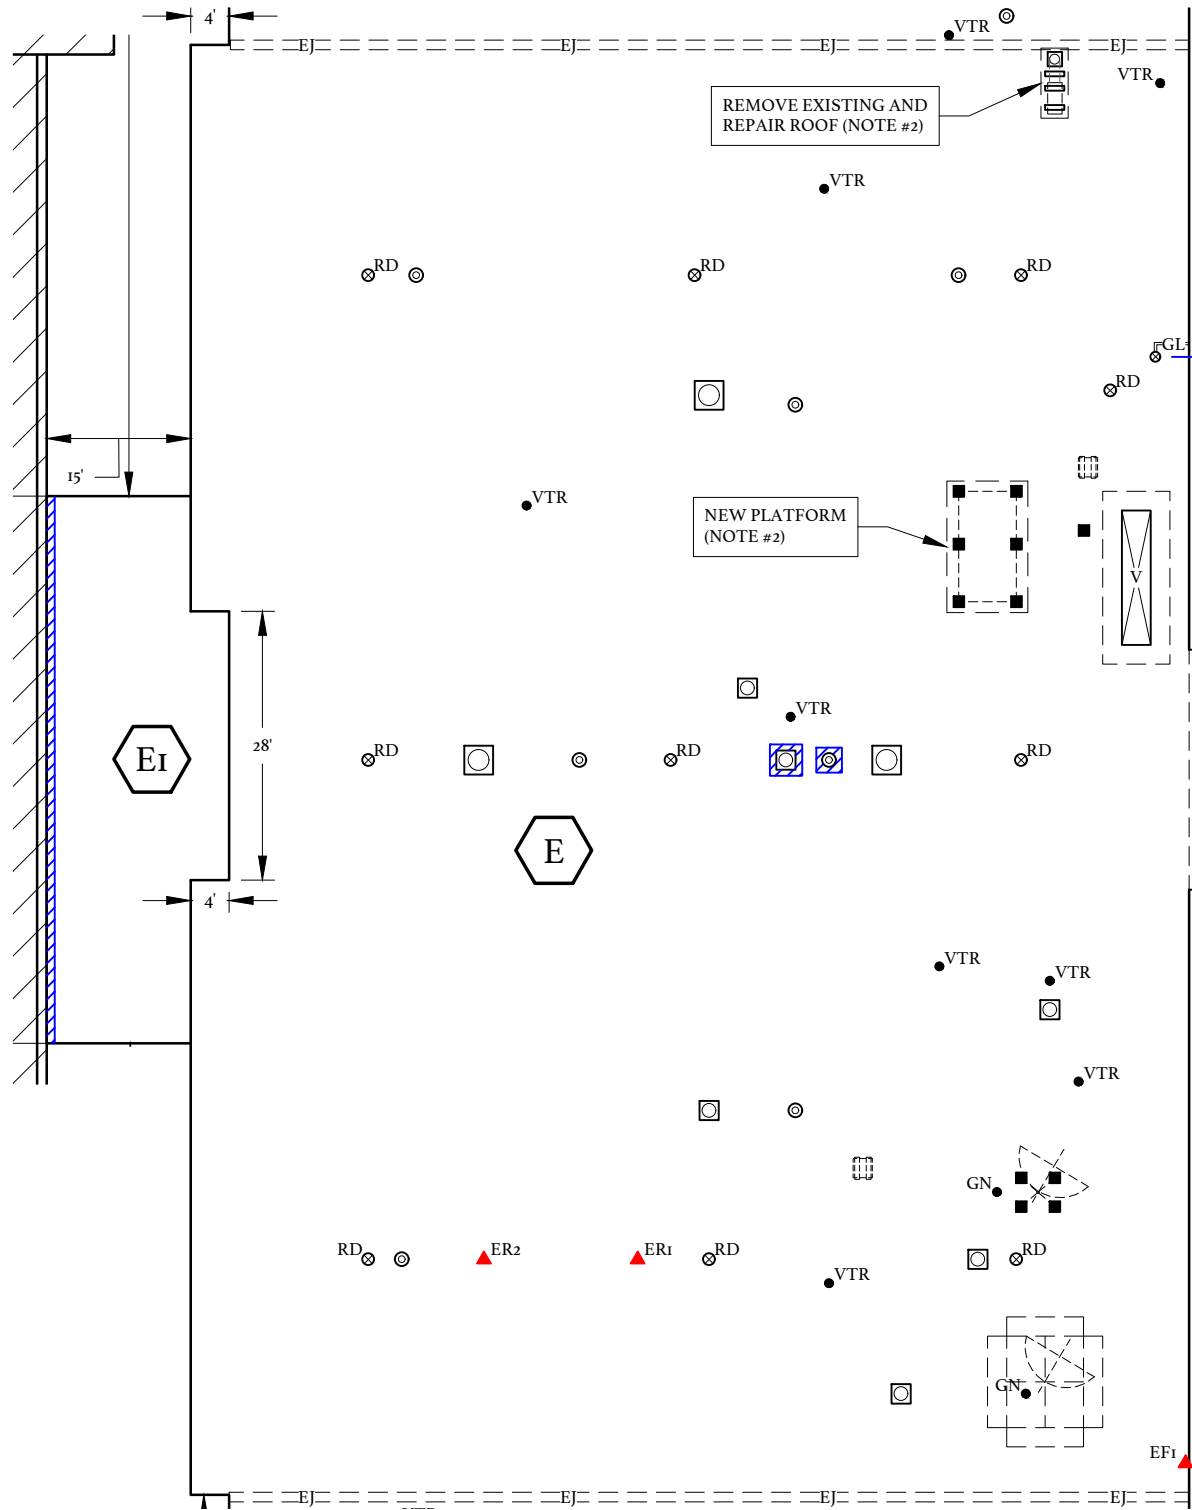 4'
VTR
EJ EJ EJ EJ
VTR
REMOVE EXISTING AND
REPAIR ROOF (NOTE #2)
VTR
RD RD RD
GL
RD
15'
VTR
NEW PLATFORM
(NOTE #2)
V
VTR
28'
RD RD RD
E1
E
4'
VTR
VTR
VTR
GN
RD ER2 ER1 RD RD
VTR
GN
EF1
EJ EJ EJ EJ